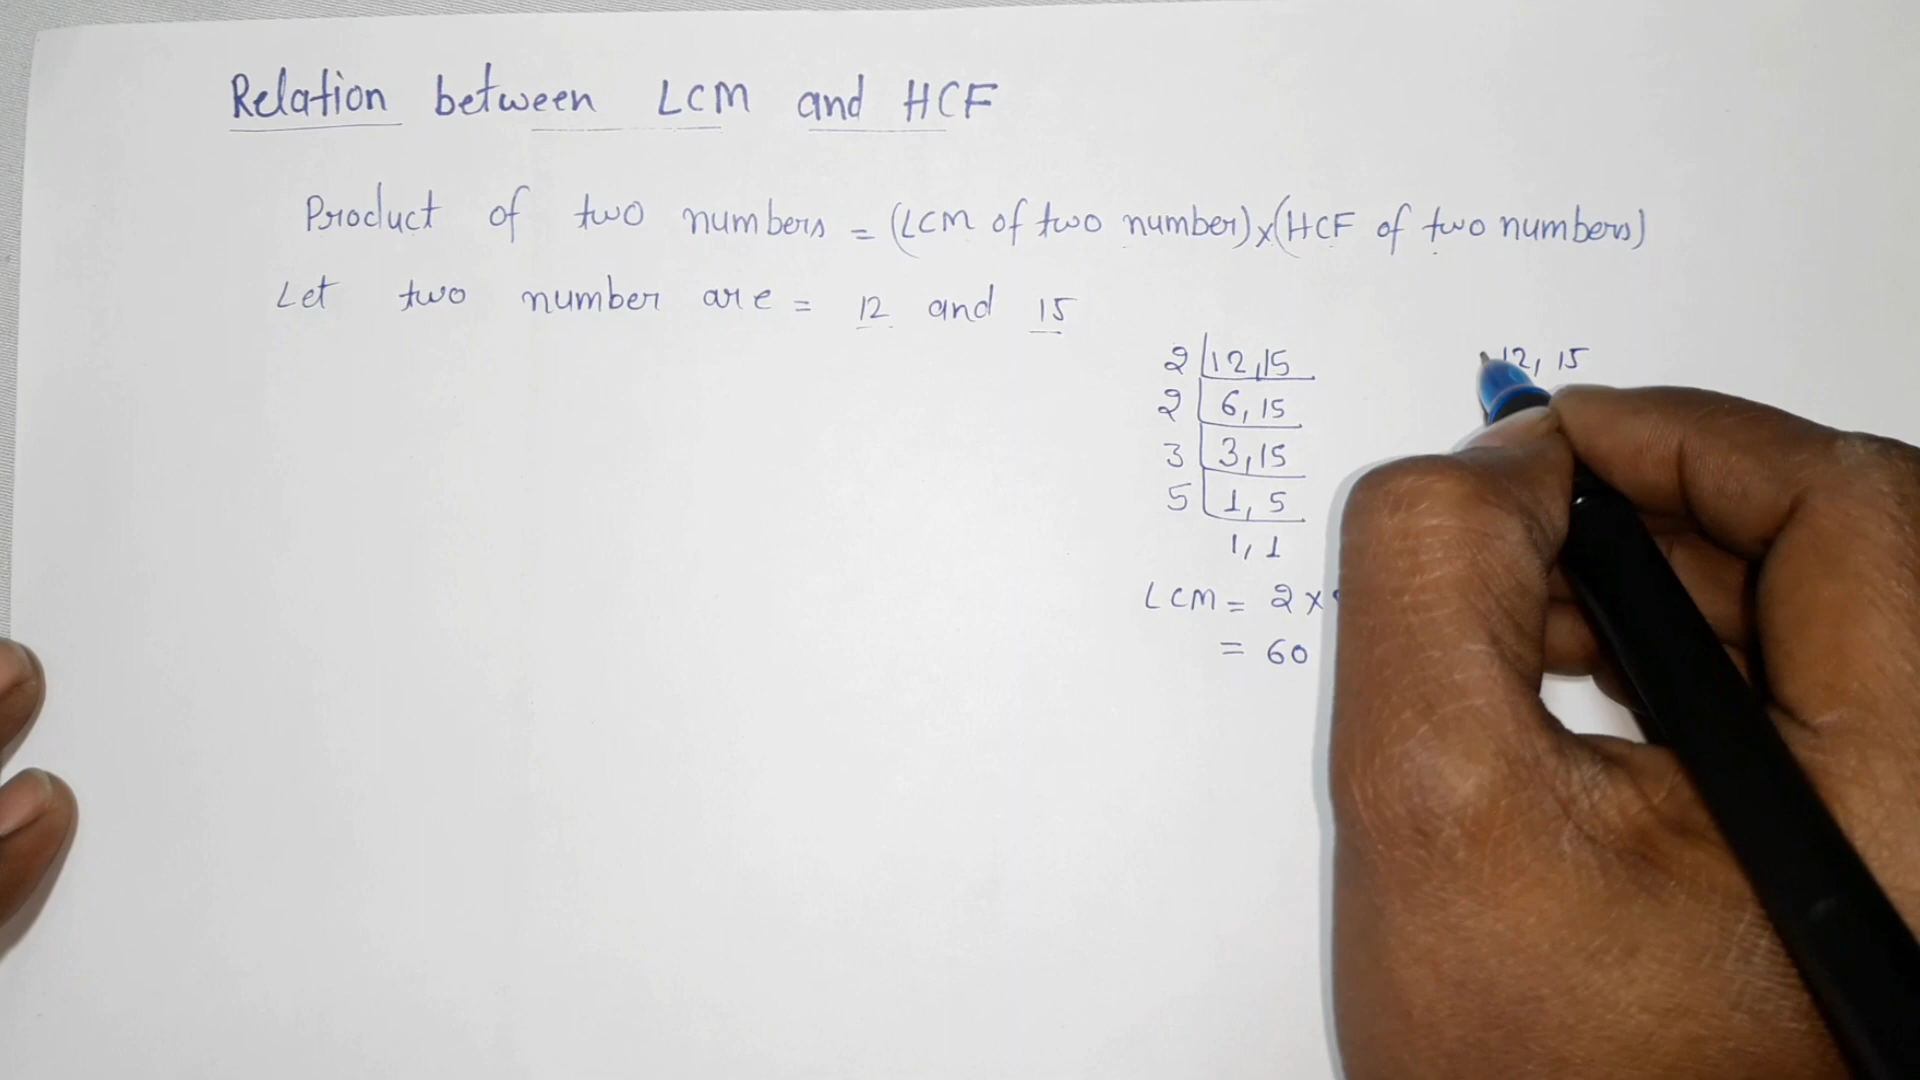 Relation between LCM and HCF
Product of two numbers = (LCM of two number)×(HCF of two numbers)
Let two number are = 12 and 15
2 12,15
2 6,15
3 3,15
5 1, 5
1, 1
LCM = 2 ×
= 60
12, 15